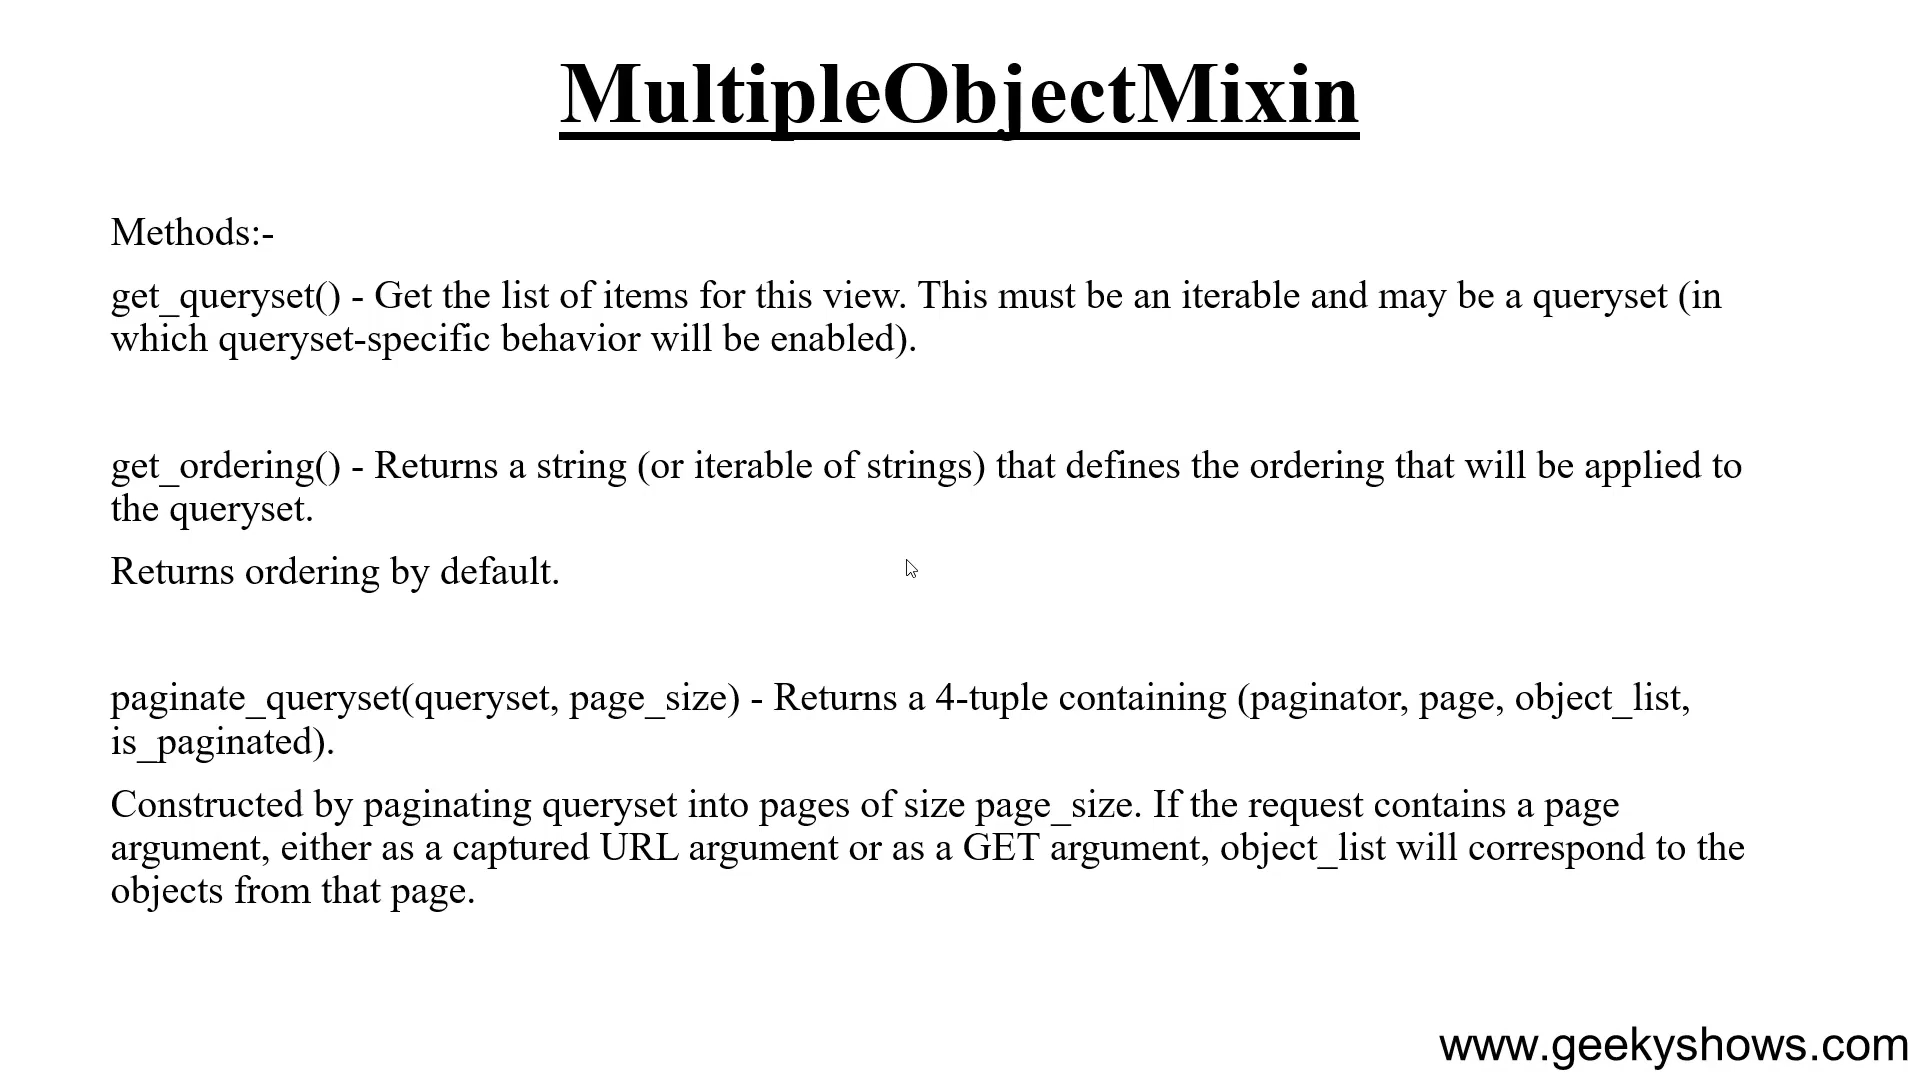 MultipleObjectMixin
Methods:-
get_queryset() - Get the list of items for this view. This must be an iterable and may be a queryset (in
which queryset-specific behavior will be enabled).
get_ordering() - Returns a string (or iterable of strings) that defines the ordering that will be applied to
the queryset.
Returns ordering by default.
paginate_queryset(queryset, page_size) - Returns a 4-tuple containing (paginator, page, object_list,
is_paginated).
Constructed by paginating queryset into pages of size page_size. If the request contains a page
argument, either as a captured URL argument or as a GET argument, object_list will correspond to the
objects from that page.
www.geekyshows.com